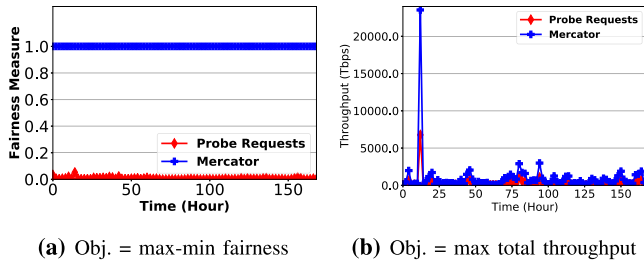 Fairness Measure
1.0
0.8
0.6
0.4
0.2
0.0
Probe Requests
Mercator
0 50 100 150
Time (Hour)
(a) Obj. = max-min fairness
Throughput (Tbps)
20000.0
15000.0
10000.0
5000.0
0.0
Probe Requests
Mercator
0 25 50 75 100 125 150
Time (Hour)
(b) Obj. = max total throughput